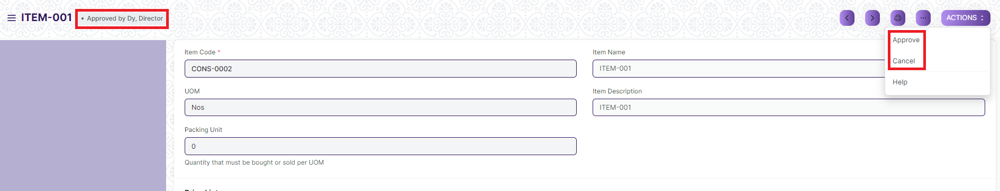 ITEM-001 • Approved by Dy, Director
ACTIONS
Approve
Cancel
Help
Item Code *
CONS-0002
Item Name
ITEM-001
UOM
Nos
Item Description
ITEM-001
Packing Unit
0
Quantity that must be bought or sold per UOM